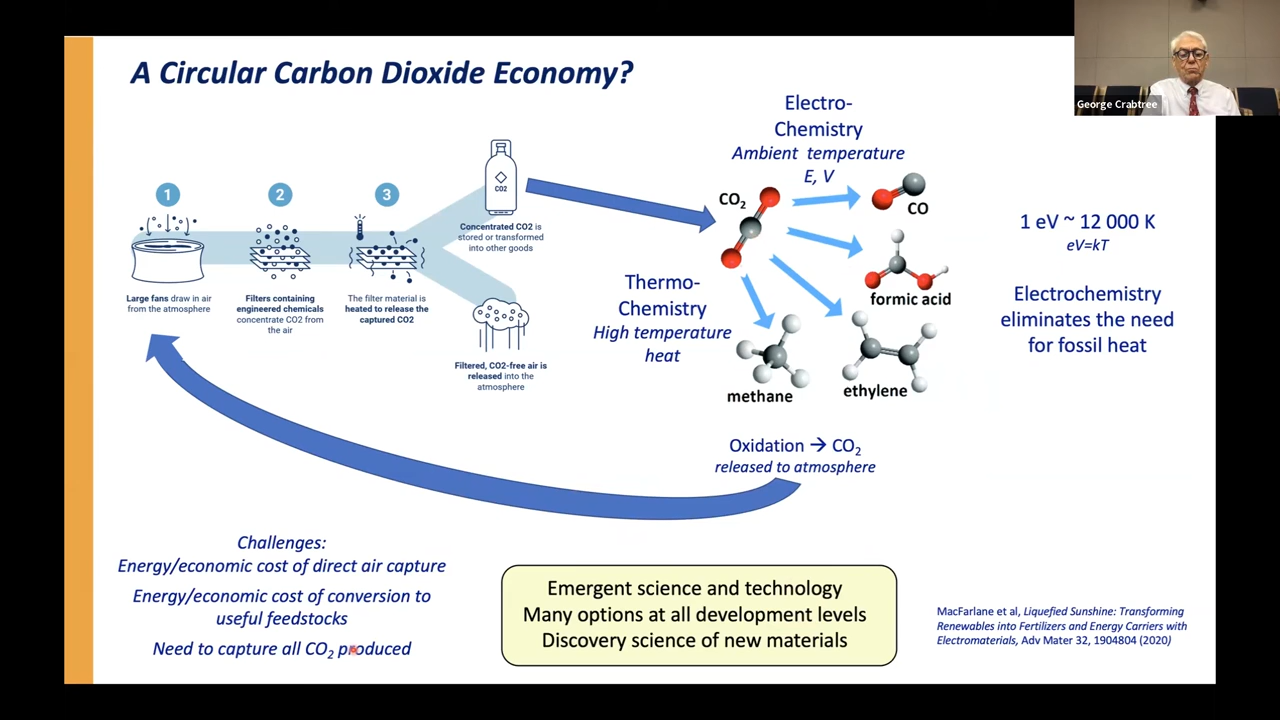 A Circular Carbon Dioxide Economy?
George Crabtree
1
2
3
Large fans draw in air
from the atmosphere
Filters containing
engineered chemicals
concentrate CO2 from
the air
The filter material is
heated to release the
captured CO2
CO2
Concentrated CO2 is
stored or transformed
into other goods
Filtered, CO2-free air is
released into the
atmosphere
Electro-
Chemistry
Ambient temperature
E, V
CO₂
CO
formic acid
Thermo-
Chemistry
High temperature
heat
methane
ethylene
1 eV ~ 12 000 K
eV=kT
Electrochemistry
eliminates the need
for fossil heat
Oxidation → CO₂
released to atmosphere
Challenges:
Energy/economic cost of direct air capture
Energy/economic cost of conversion to
useful feedstocks
Need to capture all CO₂ produced
Emergent science and technology
Many options at all development levels
Discovery science of new materials
MacFarlane et al, Liquefied Sunshine: Transforming
Renewables into Fertilizers and Energy Carriers with
Electromaterials, Adv Mater 32, 1904804 (2020)